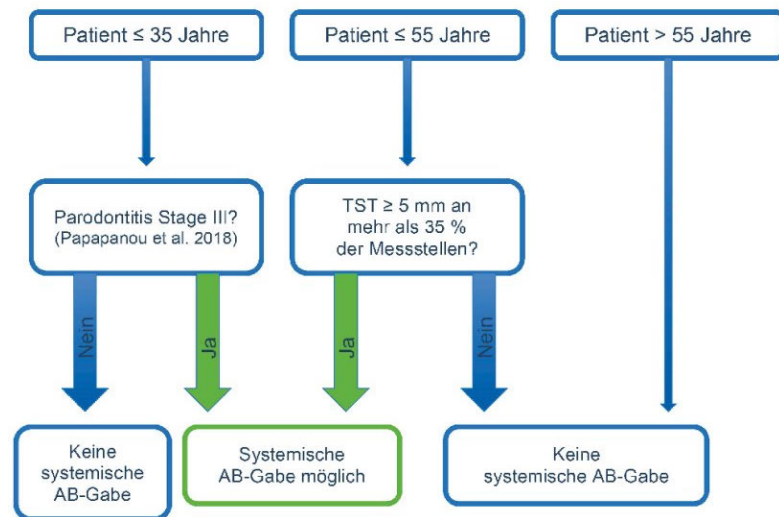 Patient ≤ 35 Jahre
Patient ≤ 55 Jahre
Patient > 55 Jahre
Parodontitis Stage III?
(Papapanou et al. 2018)
TST ≥ 5 mm an
mehr als 35 %
der Messstellen?
Nein
Ja
Ja
Nein
Keine
systemische
AB-Gabe
Systemische
AB-Gabe möglich
Keine
systemische AB-Gabe